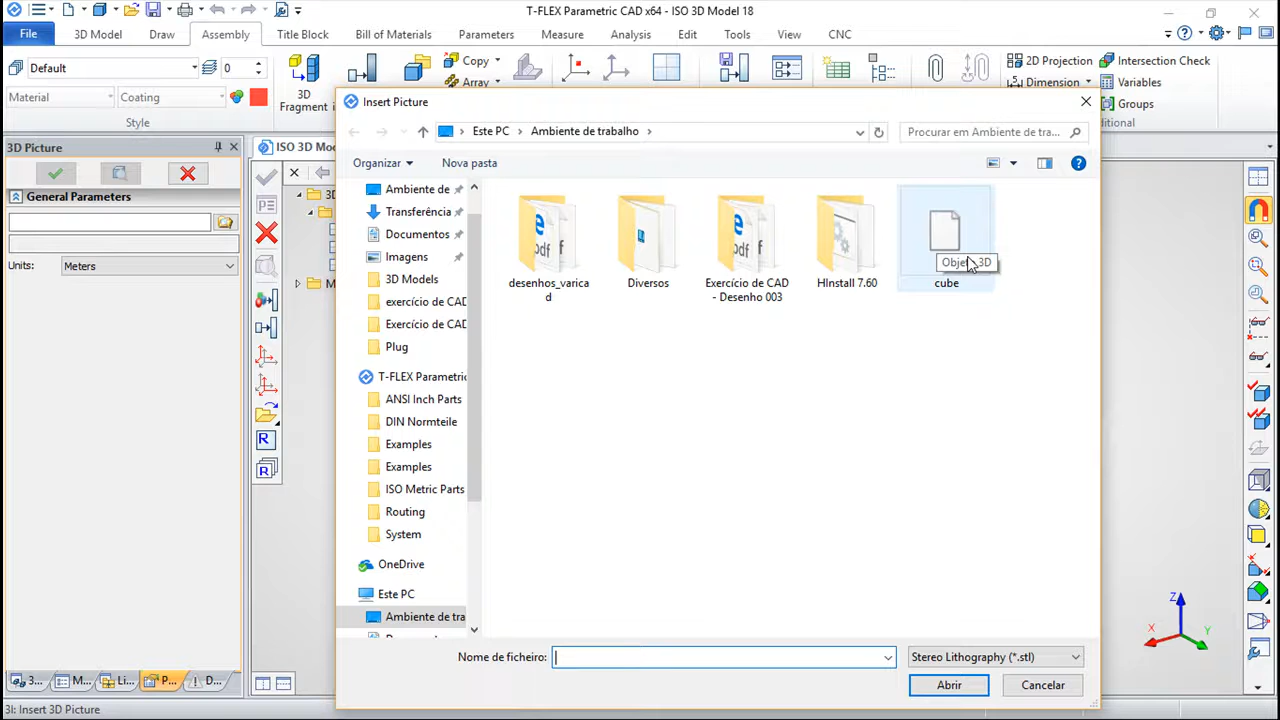 T-FLEX Parametric CAD x64 - ISO 3D Model 18
File
3D Model
Draw
Assembly
Title Block
Bill of Materials
Parameters
Measure
Analysis
Edit
Tools
View
CNC
Default
0
Material
Coating
Style
3D
Fragment
Copy
Array
2D Projection
Dimension
Intersection Check
Variables
Groups
3D Picture
General Parameters
Units:
Meters
ISO 3D Mo
Insert Picture
Este PC
Ambiente de trabalho
Procurar em Ambiente de tra...
Organizar
Nova pasta
Ambiente de
Transferência
Documentos
Imagens
3D Models
exercício de CAD
Exercício de CAD
Plug
T-FLEX Parametric
ANSI Inch Parts
DIN Normteile
Examples
Examples
ISO Metric Parts
Routing
System
OneDrive
Este PC
Ambiente de tra
desenhos_varica
d
Diversos
Exercício de CAD
- Desenho 003
HInstall 7.60
cube
3D
Nome de ficheiro:
Stereo Lithography (*.stl)
Abrir
Cancelar
Z
X
Y
3...
M...
Li...
P...
D...
3I: Insert 3D Picture